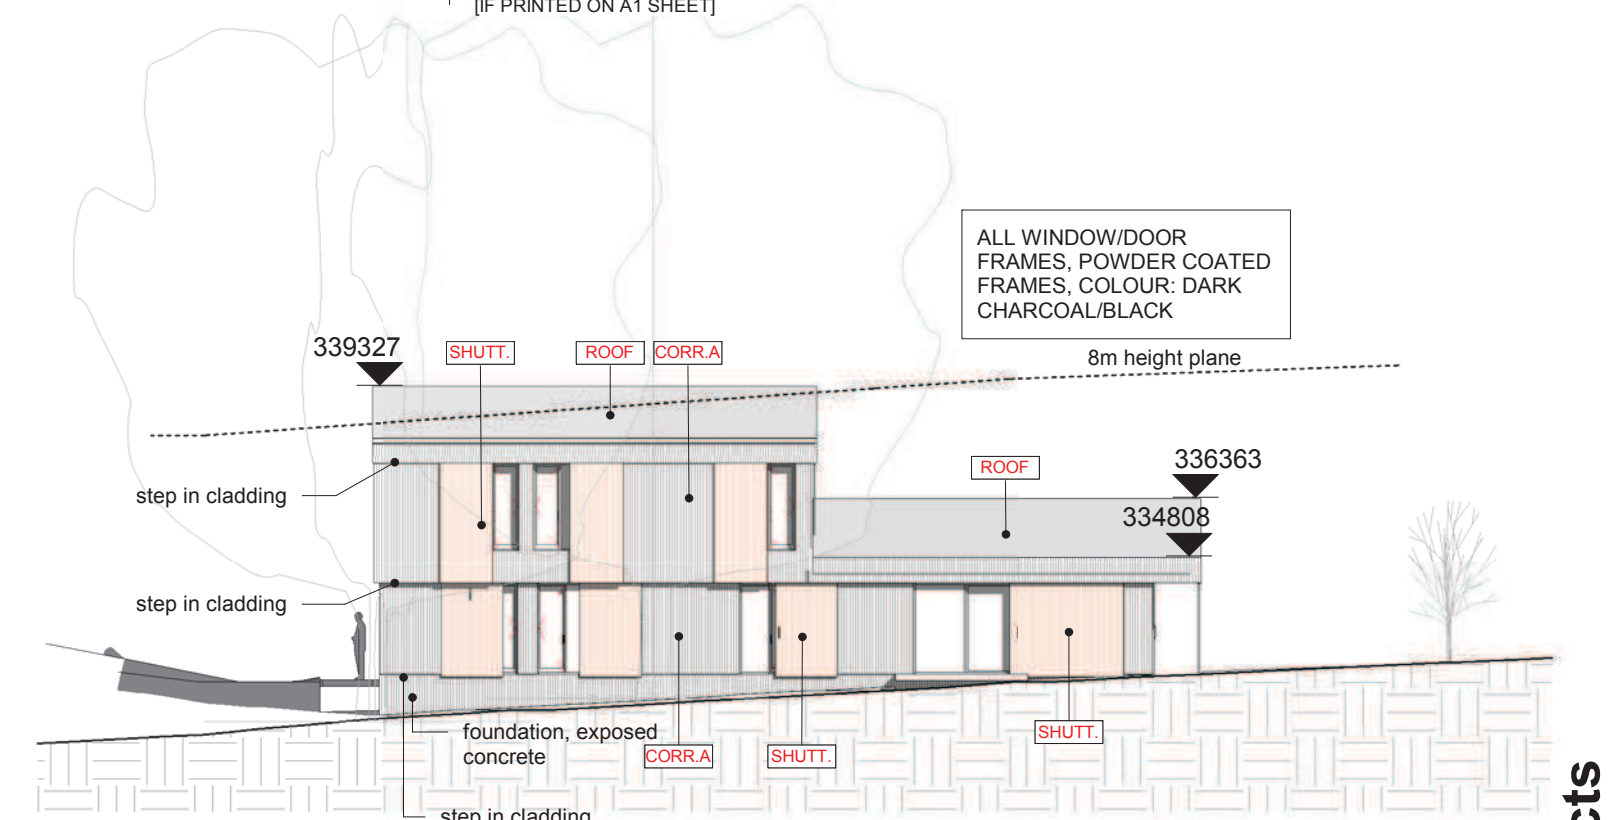 [IF PRINTED ON A1 SHEET]
ALL WINDOW/DOOR
FRAMES, POWDER COATED
FRAMES, COLOUR: DARK
CHARCOAL/BLACK
339327
SHUTT.
ROOF
CORR.A
8m height plane
ROOF
336363
334808
step in cladding
step in cladding
foundation, exposed
concrete
CORR.A
SHUTT.
SHUTT.
step in cladding
cts